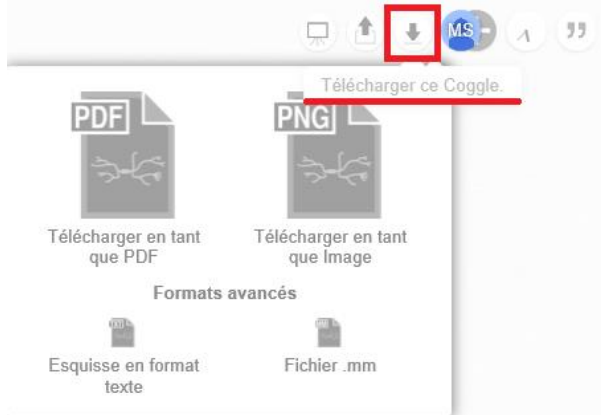 MS
Télécharger ce Coggle.
PDF
PNG
Télécharger en tant
que PDF
Télécharger en tant
que Image
Formats avancés
Esquisse en format
texte
Fichier .mm